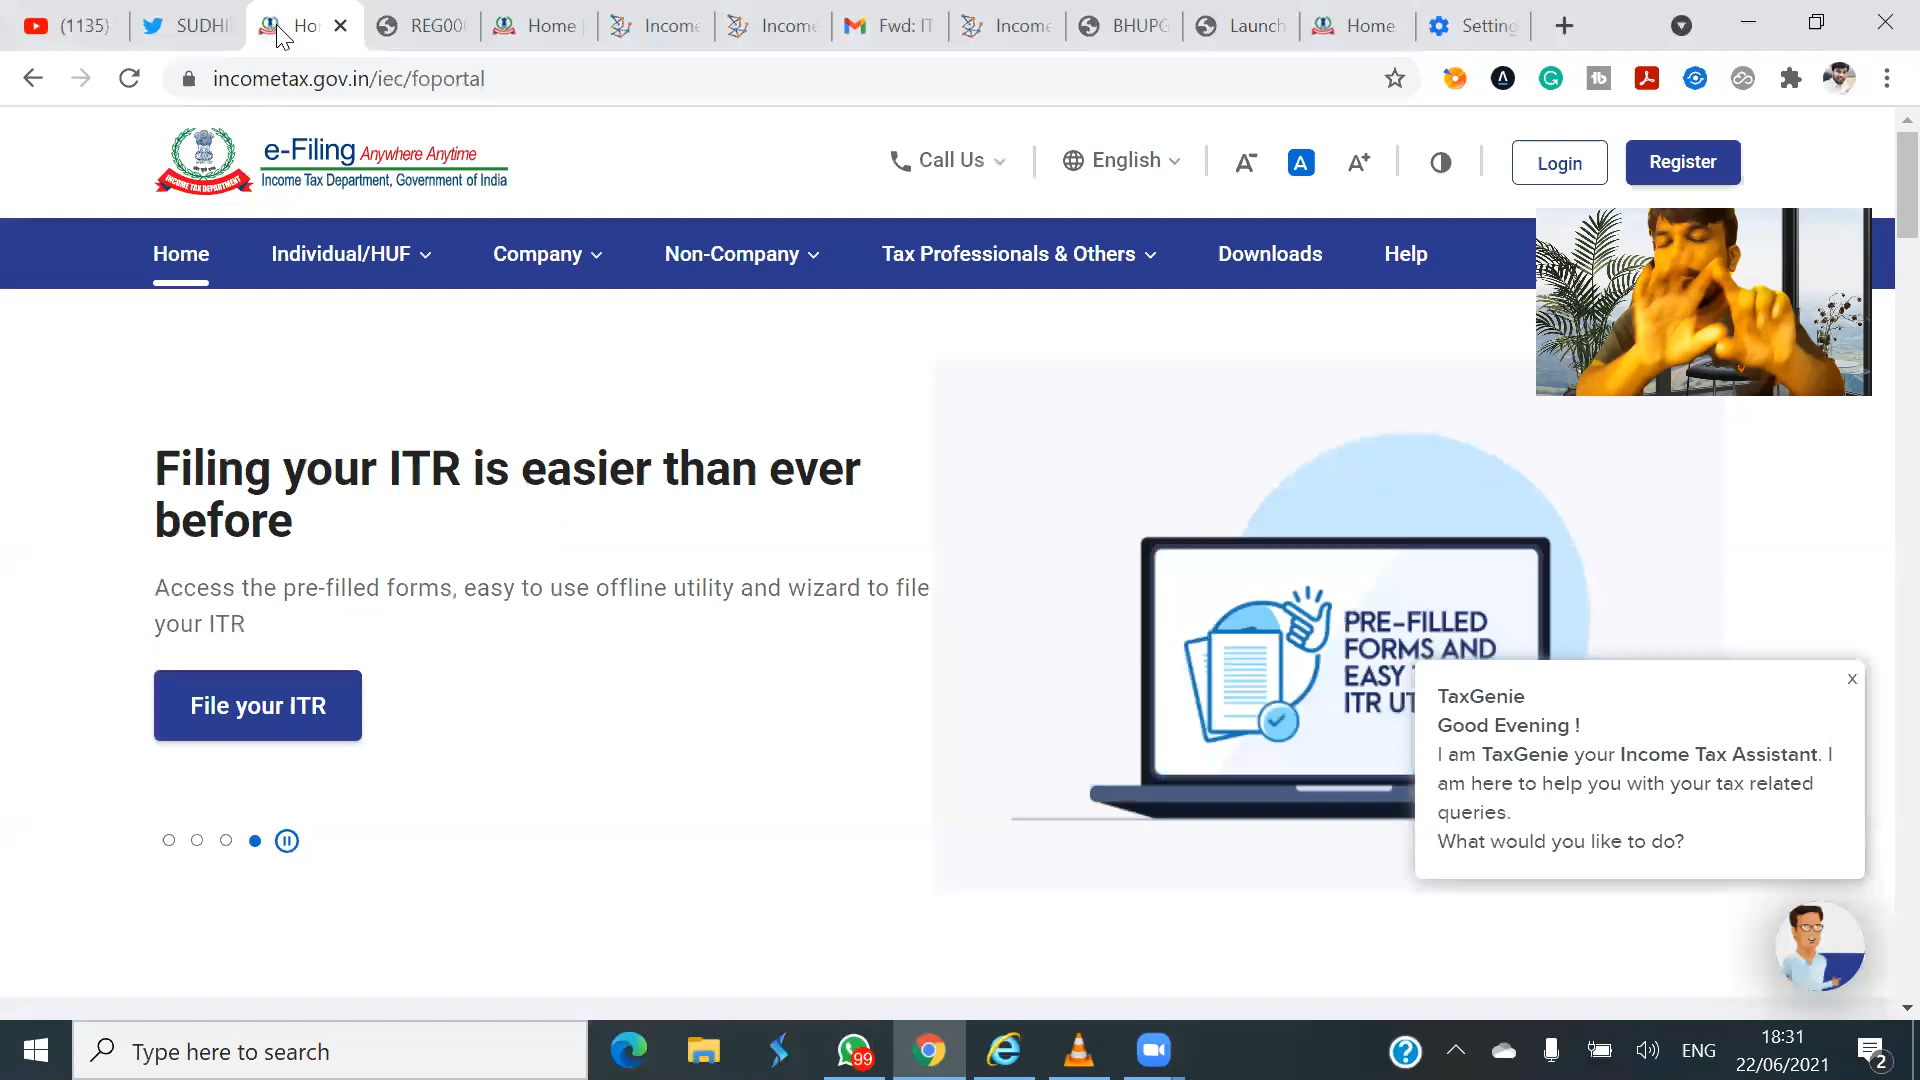 (1135)
SUDHI
Ho
REG00
Home
Income
Income
Fwd: IT
Income
BHUPG
Launch
Home
Setting
incometax.gov.in/iec/foportal
e-Filing Anywhere Anytime
Income Tax Department, Government of India
INCOME TAX DEPARTMENT
Call Us
English
A-
A
A+
Login
Register
Home
Individual/HUF
Company
Non-Company
Tax Professionals & Others
Downloads
Help
Filing your ITR is easier than ever
before
Access the pre-filled forms, easy to use offline utility and wizard to file
your ITR
File your ITR
PRE-FILLED
FORMS AND
EASY
ITR UT
x
TaxGenie
Good Evening !
I am TaxGenie your Income Tax Assistant. I
am here to help you with your tax related
queries.
What would you like to do?
Type here to search
99
ENG
18:31
22/06/2021
2